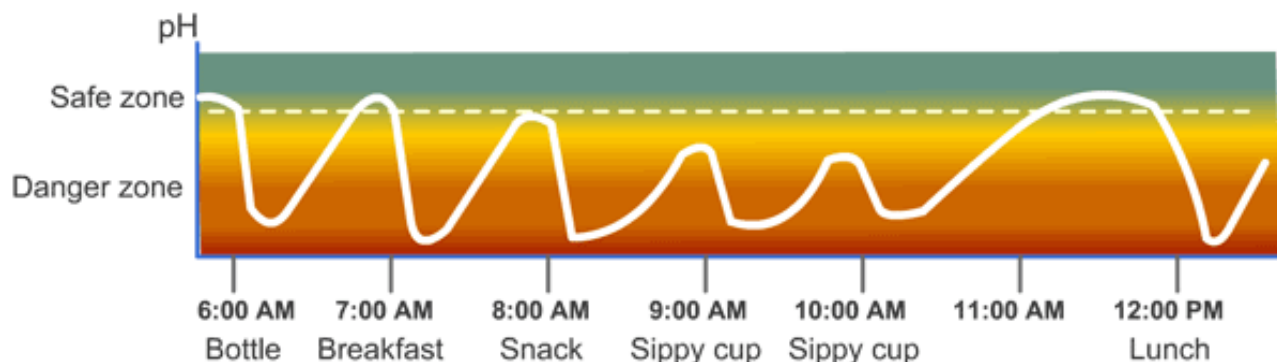 pH
Safe zone
Danger zone
6:00 AM 7:00 AM 8:00 AM 9:00 AM 10:00 AM 11:00 AM 12:00 PM
Bottle Breakfast Snack Sippy cup Sippy cup Lunch